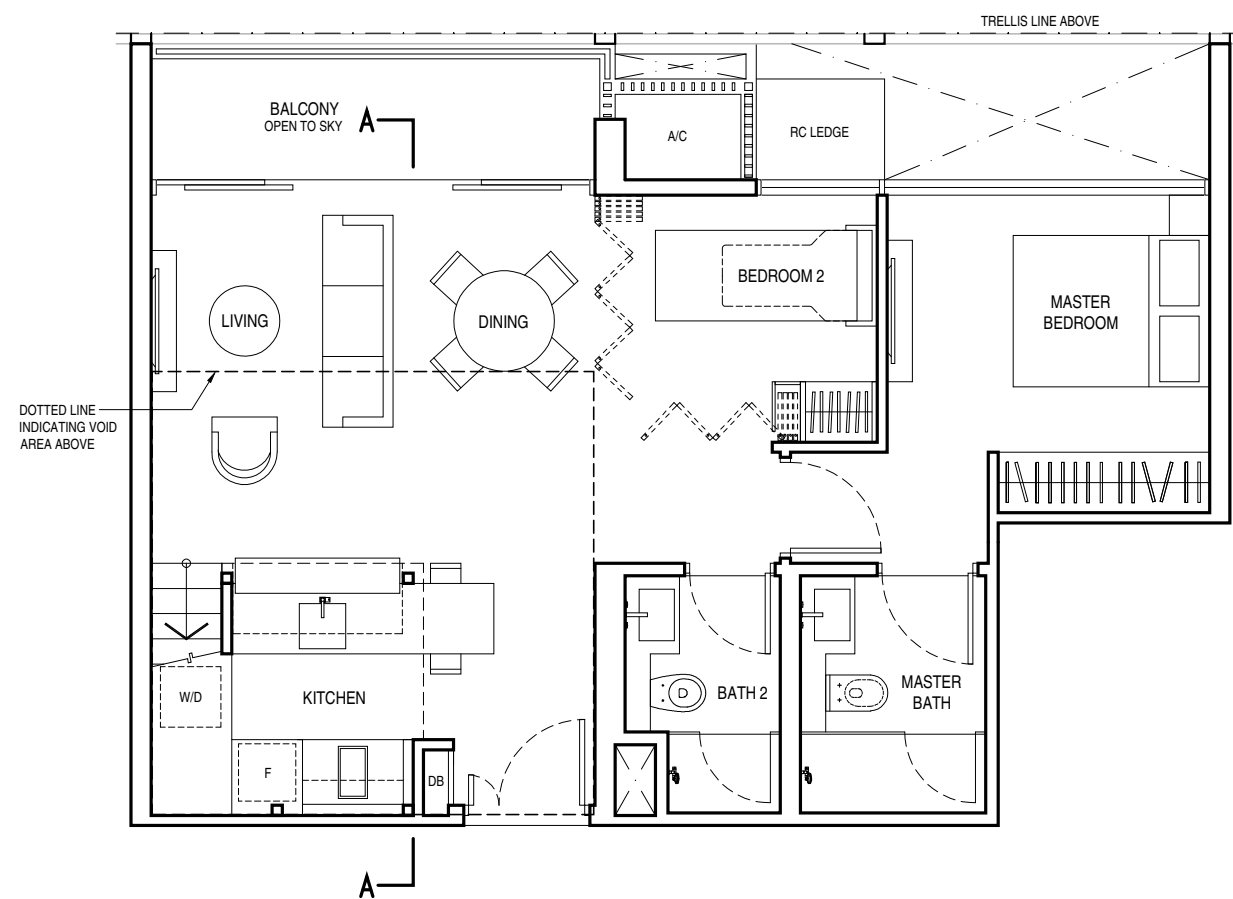 TRELLIS LINE ABOVE
BALCONY
OPEN TO SKY
A
A/C
RC LEDGE
BEDROOM 2
MASTER
BEDROOM
LIVING
DINING
DOTTED LINE
INDICATING VOID
AREA ABOVE
W/D
KITCHEN
BATH 2
MASTER
BATH
F
DB
A